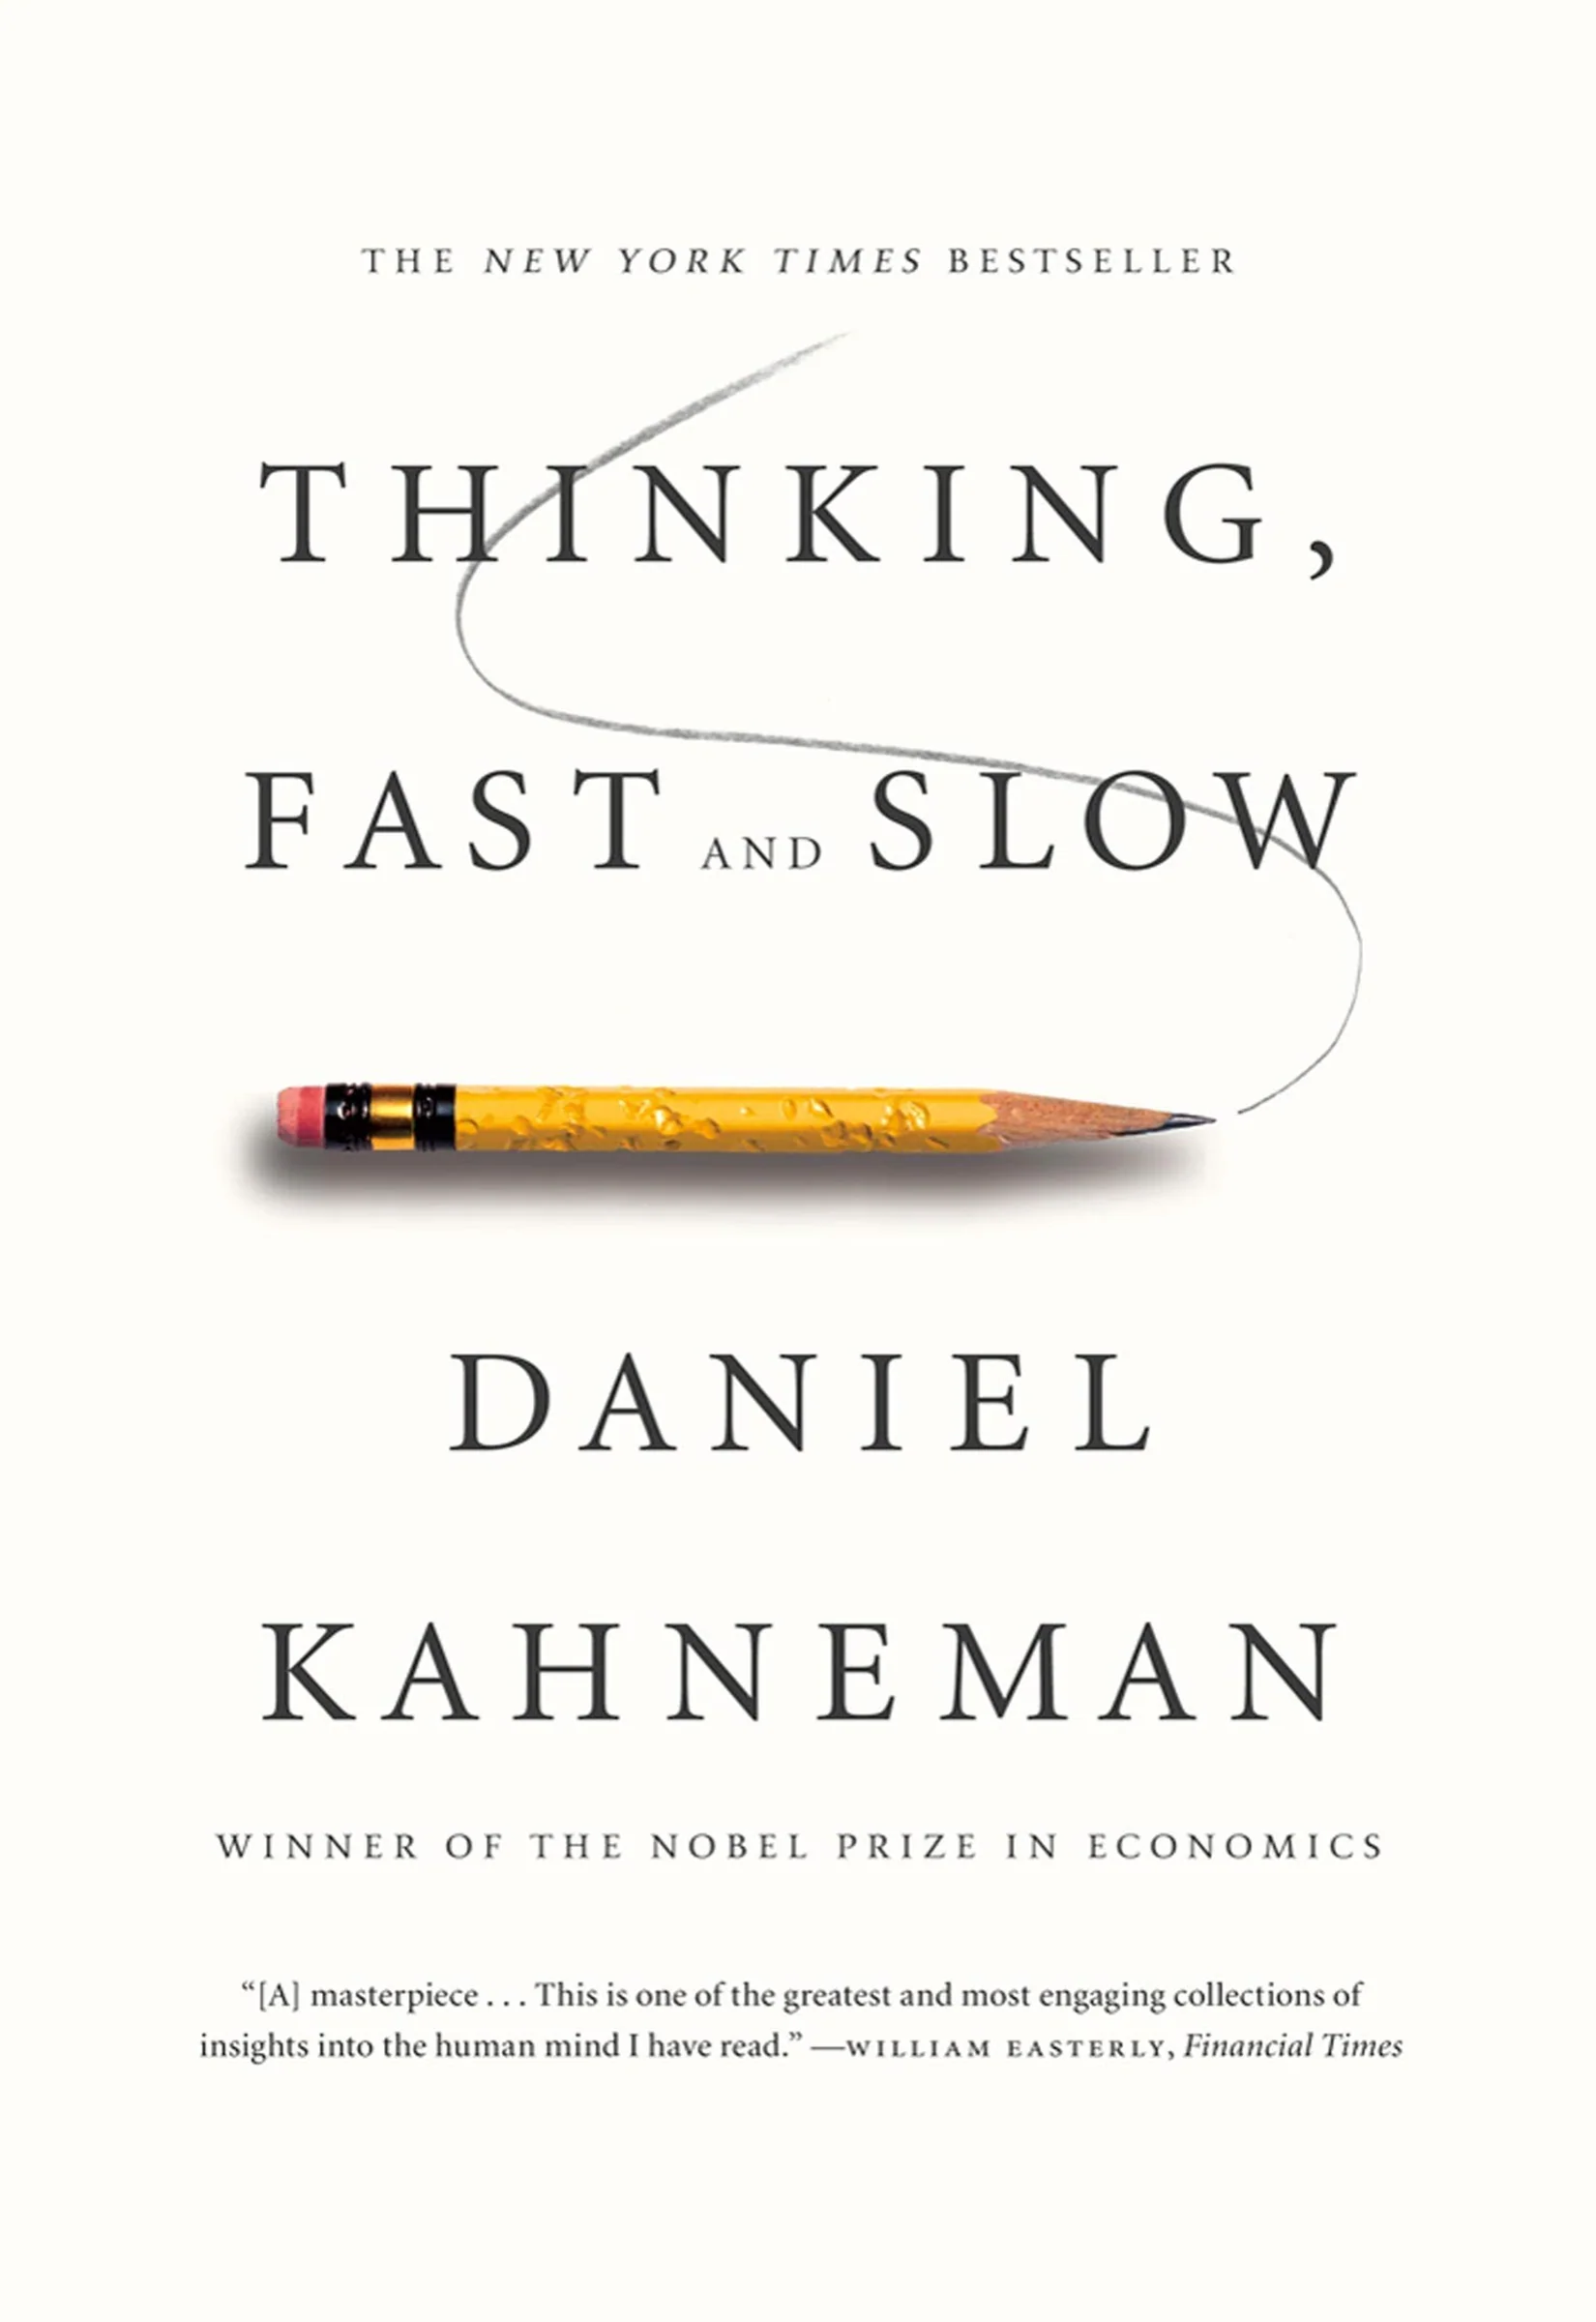 THE NEW YORK TIMES BESTSELLER
THINKING,
FAST AND SLOW
DANIEL
KAHNEMAN
WINNER OF THE NOBEL PRIZE IN ECONOMICS
“[A] masterpiece . . . This is one of the greatest and most engaging collections of
insights into the human mind I have read.” —WILLIAM EASTERLY, Financial Times